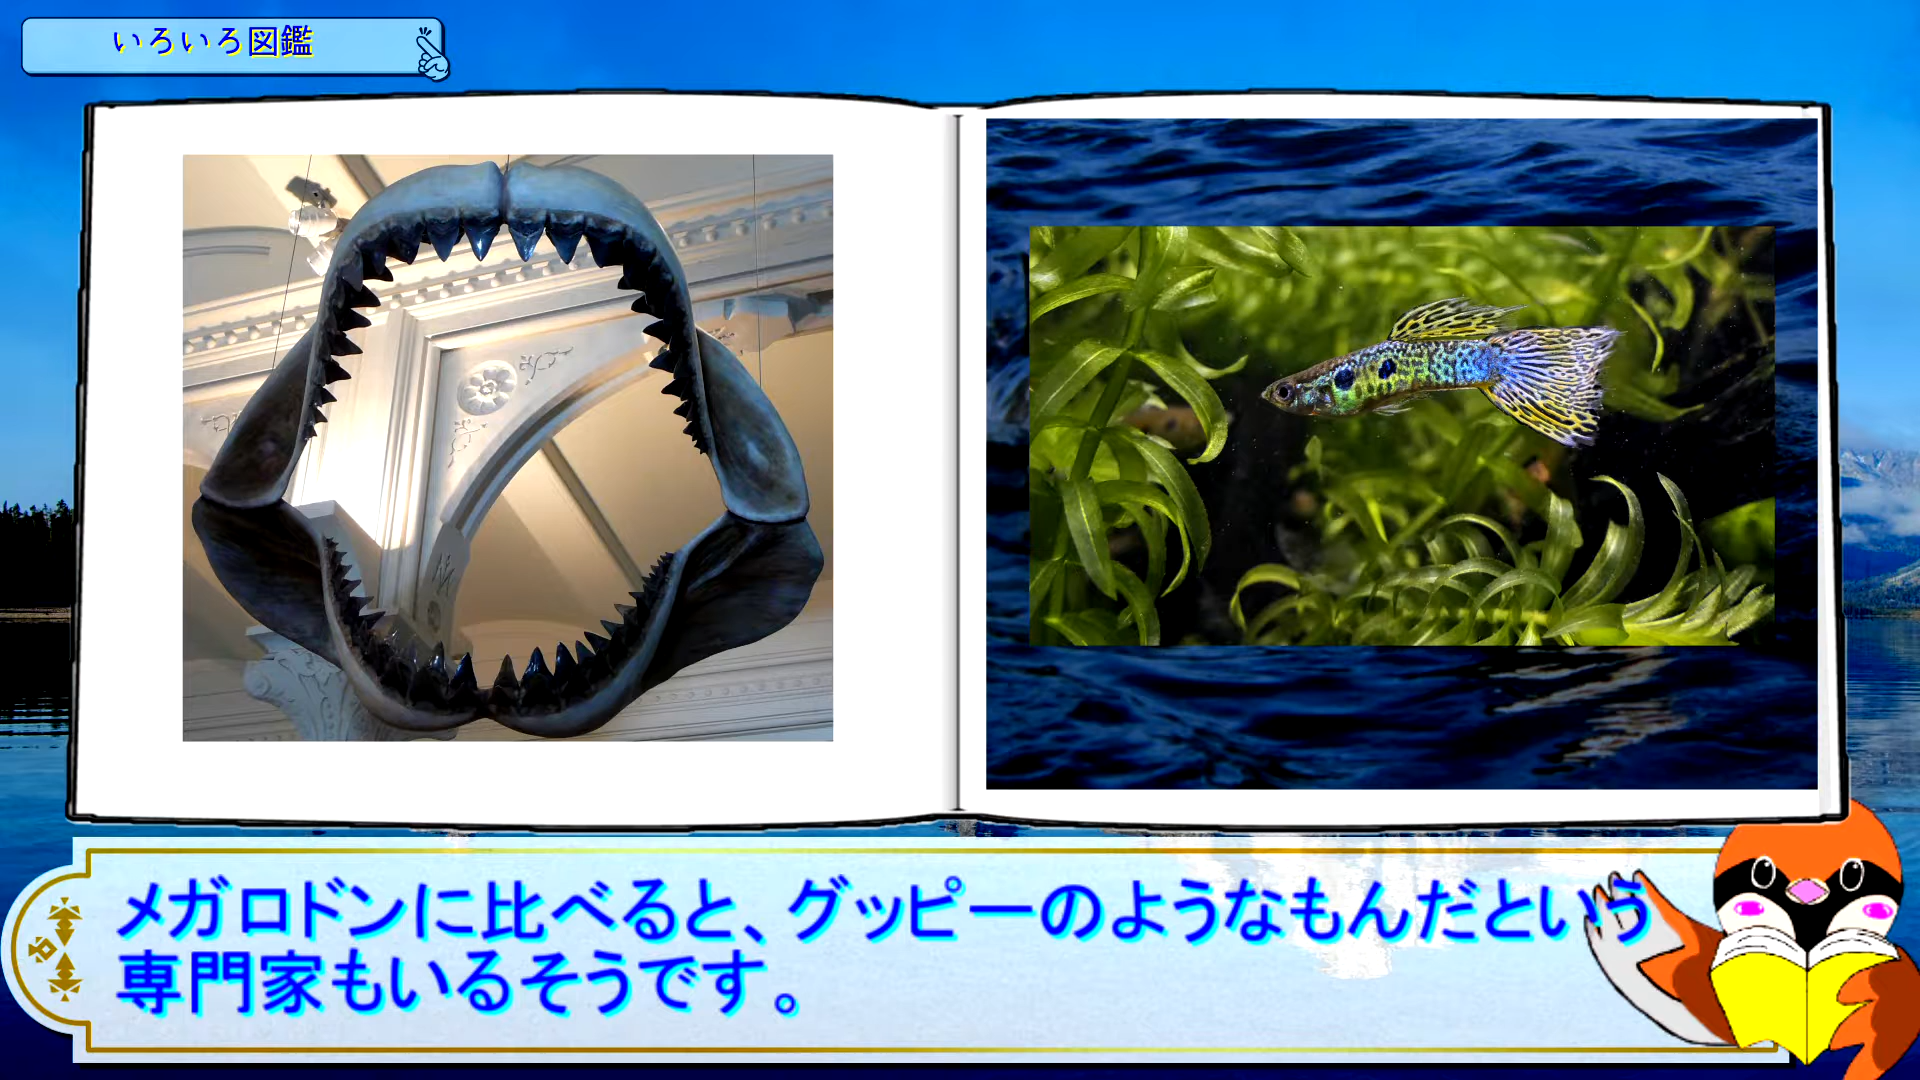 いろいろ図鑑
メガロドンに比べると、グッピーのようなもんだという
専門家もいるそうです。